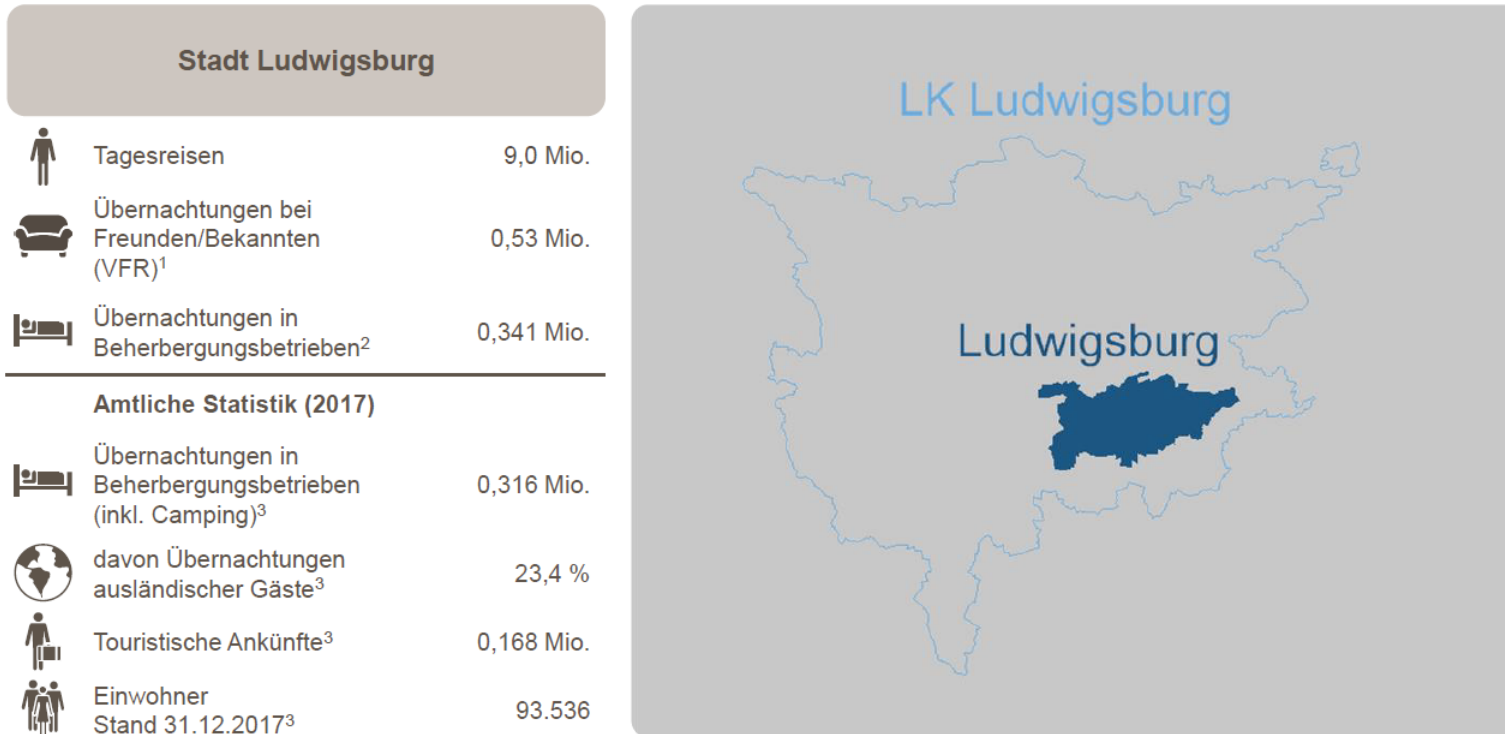 Stadt Ludwigsburg
Tagesreisen 9,0 Mio.
Übernachtungen bei
Freunden/Bekannten 0,53 Mio.
(VFR)¹
Übernachtungen in
Beherbergungsbetrieben² 0,341 Mio.
Amtliche Statistik (2017)
Übernachtungen in
Beherbergungsbetrieben 0,316 Mio.
(inkl. Camping)³
davon Übernachtungen
ausländischer Gäste³ 23,4 %
Touristische Ankünfte³ 0,168 Mio.
Einwohner
Stand 31.12.2017³ 93.536
LK Ludwigsburg
Ludwigsburg